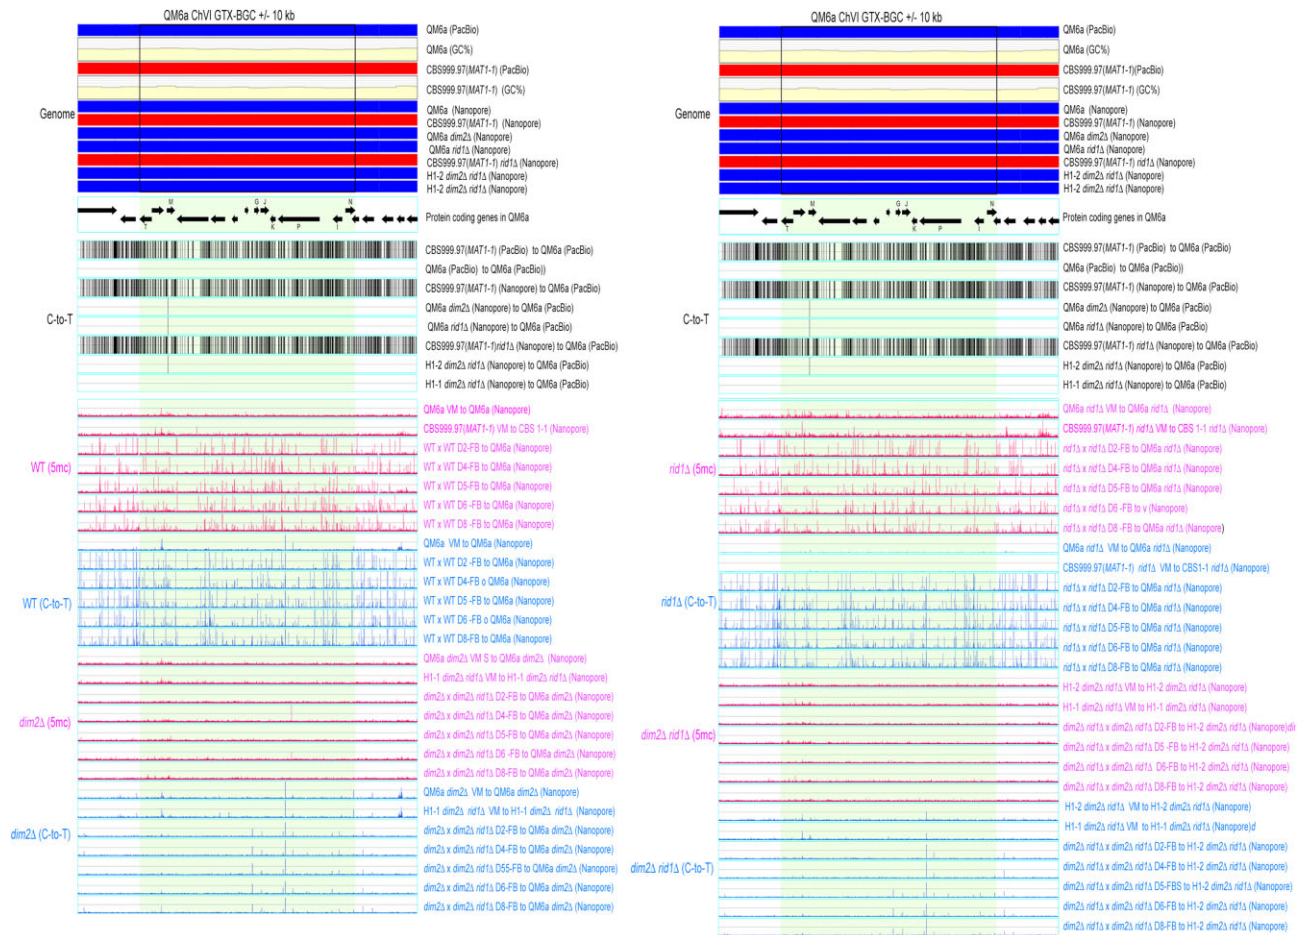 QM6a ChVI GTX-BGC +/- 10 kb
QM6a (PacBio)
QM6a (GC%)
CBS999.97(MAT1-1) (PacBio)
CBS999.97(MAT1-1) (GC%)
Genome
QM6a (Nanopore)
CBS999.97(MAT1-1) (Nanopore)
QM6a dim2Δ (Nanopore)
QM6a rid1Δ (Nanopore)
CBS999.97(MAT1-1) rid1Δ (Nanopore)
H1-2 dim2Δ rid1Δ (Nanopore)
H1-2 dim2Δ rid1Δ (Nanopore)
M G J N
Protein coding genes in QM6a
T K P I
CBS999.97(MAT1-1) (PacBio) to QM6a (PacBio)
QM6a (PacBio) to QM6a (PacBio))
CBS999.97(MAT1-1) (Nanopore) to QM6a (PacBio)
QM6a dim2Δ (Nanopore) to QM6a (PacBio)
C-to-T
QM6a rid1Δ (Nanopore) to QM6a (PacBio)
CBS999.97(MAT1-1)rid1Δ (Nanopore) to QM6a (PacBio)
H1-2 dim2Δ rid1Δ (Nanopore) to QM6a (PacBio)
H1-1 dim2Δ rid1Δ (Nanopore) to QM6a (PacBio)
QM6a VM to QM6a (Nanopore)
CBS999.97(MAT1-1) VM to CBS 1-1 (Nanopore)
WT x WT D2-FB to QM6a (Nanopore)
WT (5mc)
WT x WT D4-FB to QM6a (Nanopore)
WT x WT D5-FB to QM6a (Nanopore)
WT x WT D6 -FB to QM6a (Nanopore)
WT x WT D8 -FB to QM6a (Nanopore)
QM6a VM to QM6a (Nanopore)
WT x WT D2 -FB to QM6a (Nanopore)
WT x WT D4-FB o QM6a (Nanopore)
WT (C-to-T)
WT x WT D5 -FB to QM6a (Nanopore)
WT x WT D6 -FB o QM6a (Nanopore)
WT x WT D8-FB to QM6a (Nanopore)
QM6a dim2Δ VM S to QM6a dim2Δ (Nanopore)
H1-1 dim2Δ rid1Δ VM to H1-1 dim2Δ rid1Δ (Nanopore)
dim2Δ x dim2Δ rid1Δ D2-FB to QM6a dim2Δ (Nanopore)
dim2Δ (5mc)
dim2Δ x dim2Δ rid1Δ D4-FB to QM6a dim2Δ (Nanopore)
dim2Δ x dim2Δ rid1Δ D5-FB to QM6a dim2Δ (Nanopore)
dim2Δ x dim2Δ rid1Δ D6 -FB to QM6a dim2Δ (Nanopore)
dim2Δ x dim2Δ rid1Δ D8-FB to QM6a dim2Δ (Nanopore)
QM6a dim2Δ VM to QM6a dim2Δ (Nanopore)
H1-1 dim2Δ rid1Δ VM to H1-1 dim2Δ rid1Δ (Nanopore)
dim2Δ (C-to-T)
dim2Δ x dim2Δ rid1Δ D2-FB to QM6a dim2Δ (Nanopore)
dim2Δ x dim2Δ rid1Δ D4-FB to QM6a dim2Δ (Nanopore)
dim2Δ x dim2Δ rid1Δ D55-FB to QM6a dim2Δ (Nanopore)
dim2Δ x dim2Δ rid1Δ D6-FB to QM6a dim2Δ (Nanopore)
dim2Δ x dim2Δ rid1Δ D8-FB to QM6a dim2Δ (Nanopore)
QM6a ChVI GTX-BGC +/- 10 kb
QM6a (PacBio)
QM6a (GC%)
CBS999.97(MAT1-1)(PacBio)
CBS999.97(MAT1-1) (GC%)
Genome
QM6a (Nanopore)
CBS999.97(MAT1-1) (Nanopore)
QM6a dim2Δ (Nanopore)
QM6a rid1Δ (Nanopore)
CBS999.97(MAT1-1) rid1Δ (Nanopore)
H1-2 dim2Δ rid1Δ (Nanopore)
H1-2 dim2Δ rid1Δ (Nanopore)
M G J N
Protein coding genes in QM6a
T K P I
CBS999.97(MAT1-1) (PacBio) to QM6a (PacBio)
QM6a (PacBio) to QM6a (PacBio))
CBS999.97(MAT1-1) (Nanopore) to QM6a (PacBio)
QM6a dim2Δ (Nanopore) to QM6a (PacBio)
C-to-T
QM6a rid1Δ (Nanopore) to QM6a (PacBio)
CBS999.97(MAT1-1) rid1Δ (Nanopore) to QM6a (PacBio)
H1-2 dim2Δ rid1Δ (Nanopore) to QM6a (PacBio)
H1-1 dim2Δ rid1Δ (Nanopore) to QM6a (PacBio)
QM6a rid1Δ VM to QM6a rid1Δ (Nanopore)
CBS999.97(MAT1-1) rid1Δ VM to CBS 1-1 rid1Δ (Nanopore)
rid1Δ x rid1Δ D2-FB to QM6a rid1Δ (Nanopore)
rid1Δ (5mc)
rid1Δ x rid1Δ D4-FB to QM6a rid1Δ (Nanopore)
rid1Δ x rid1Δ D5-FB to QM6a rid1Δ (Nanopore)
rid1Δ x rid1Δ D6 -FB to v (Nanopore)
rid1Δ x rid1Δ D8 -FB to QM6a rid1Δ (Nanopore)
QM6a rid1Δ VM to QM6a rid1Δ (Nanopore)
CBS999.97(MAT1-1) rid1Δ VM to CBS1-1 rid1Δ (Nanopore)
rid1Δ x rid1Δ D2-FB to QM6a rid1Δ (Nanopore)
rid1Δ (C-to-T)
rid1Δ x rid1Δ D4-FB to QM6a rid1Δ (Nanopore)
rid1Δ x rid1Δ D5-FB to QM6a rid1Δ (Nanopore)
rid1Δ x rid1Δ D6-FB to QM6a rid1Δ (Nanopore)
rid1Δ x rid1Δ D8-FB to QM6a rid1Δ (Nanopore)
H1-2 dim2Δ rid1Δ VM to H1-2 dim2Δ rid1Δ (Nanopore)
H1-1 dim2Δ rid1Δ VM to H1-1 dim2Δ rid1Δ (Nanopore)
dim2Δ rid1Δ x dim2Δ rid1Δ D2-FB to H1-2 dim2Δ rid1Δ (Nanopore)di
dim2Δ rid1Δ (5mc)
dim2Δ rid1Δ x dim2Δ rid1Δ D5 -FB to H1-2 dim2Δ rid1Δ (Nanopore)
dim2Δ rid1Δ x dim2Δ rid1Δ D6-FB to H1-2 dim2Δ rid1Δ (Nanopore)
dim2Δ rid1Δ x dim2Δ rid1Δ D8-FB to H1-2 dim2Δ rid1Δ (Nanopore)
H1-2 dim2Δ rid1Δ VM to H1-2 dim2Δ rid1Δ (Nanopore)
H1-1 dim2Δ rid1Δ VM to H1-1 dim2Δ rid1Δ (Nanopore)d
dim2Δ rid1Δ x dim2Δ rid1Δ D2-FB to H1-2 dim2Δ rid1Δ (Nanopore)
dim2Δ rid1Δ (C-to-T)
dim2Δ rid1Δ x dim2Δ rid1Δ D4-FB to H1-2 dim2Δ rid1Δ (Nanopore)
dim2Δ rid1Δ x dim2Δ rid1Δ D5-FBS to H1-2 dim2Δ rid1Δ (Nanopore)
dim2Δ rid1Δ x dim2Δ rid1Δ D6-FB to H1-2 dim2Δ rid1Δ (Nanopore)
dim2Δ rid1Δ x dim2Δ rid1Δ D8-FB to H1-2 dim2Δ rid1Δ (Nanopore)